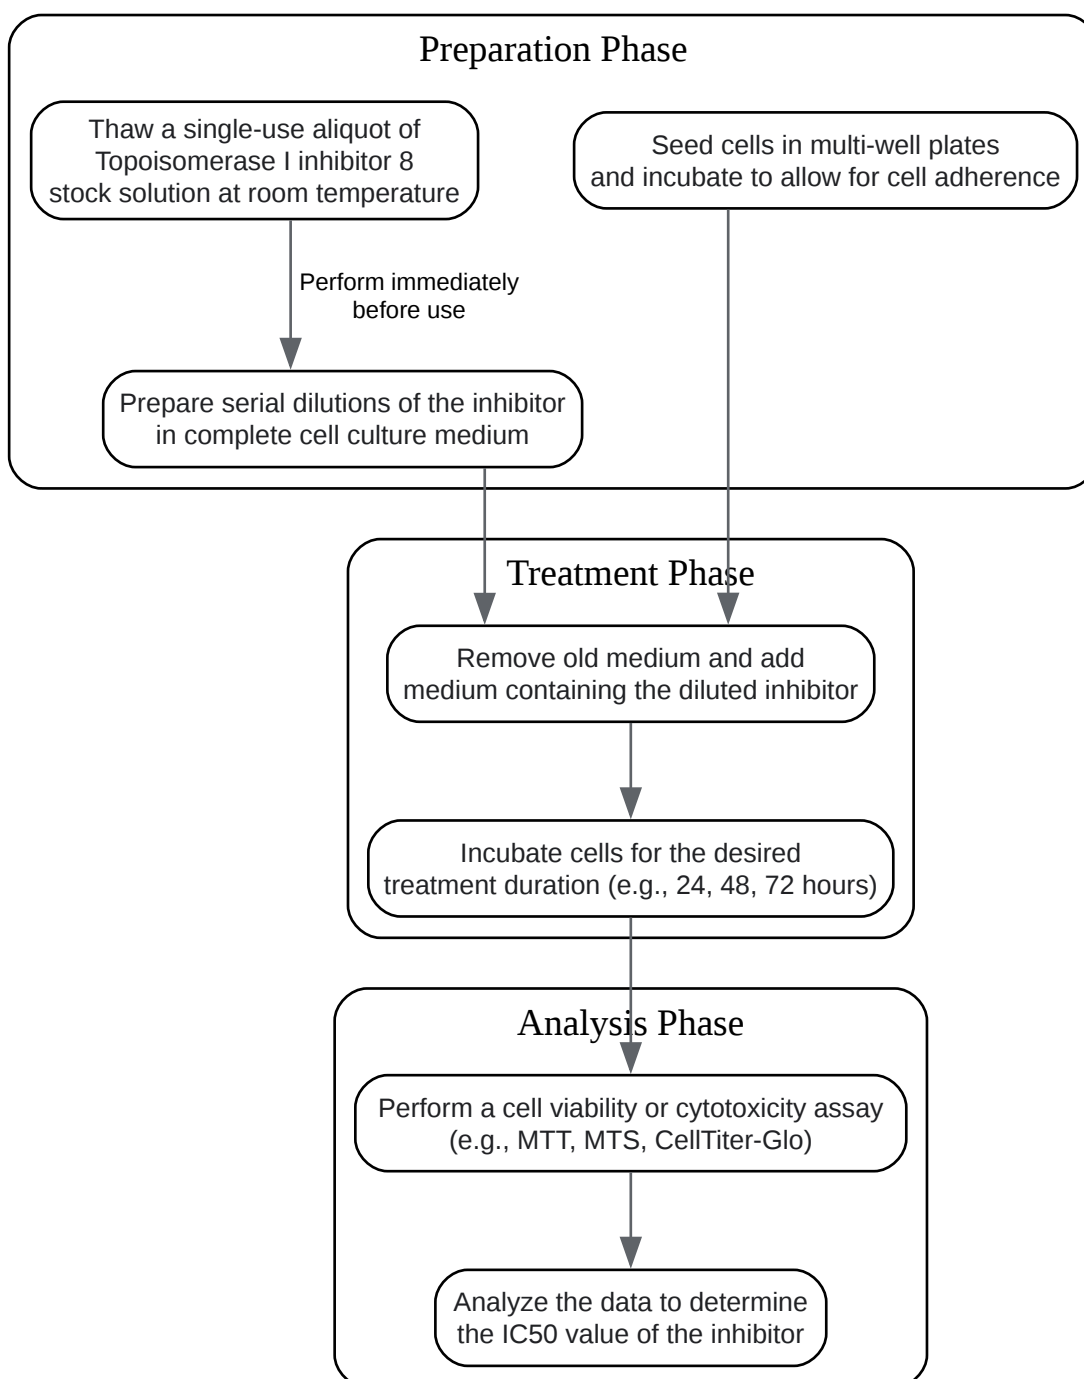 Preparation Phase
Thaw a single-use aliquot of
Topoisomerase I inhibitor 8
stock solution at room temperature
Seed cells in multi-well plates
and incubate to allow for cell adherence
Perform immediately
before use
Prepare serial dilutions of the inhibitor
in complete cell culture medium
Treatment Phase
Remove old medium and add
medium containing the diluted inhibitor
Incubate cells for the desired
treatment duration (e.g., 24, 48, 72 hours)
Analysis Phase
Perform a cell viability or cytotoxicity assay
(e.g., MTT, MTS, CellTiter-Glo)
Analyze the data to determine
the IC50 value of the inhibitor